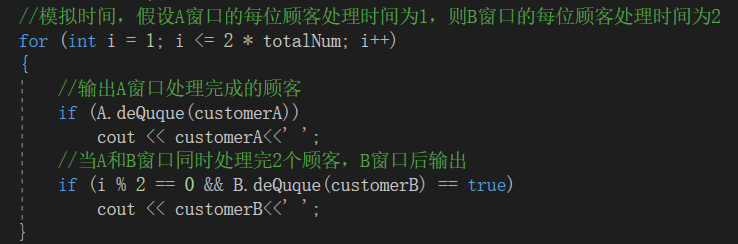 //模拟时间，假设A窗口的每位顾客处理时间为1，则B窗口的每位顾客处理时间为2
for (int i = 1; i <= 2 * totalNum; i++)
{
//输出A窗口处理完成的顾客
if (A.deQuque(customerA))
cout << customerA<<' ';
//当A和B窗口同时处理完2个顾客，B窗口后输出
if (i % 2 == 0 && B.deQuque(customerB) == true)
cout << customerB<<' ';
}